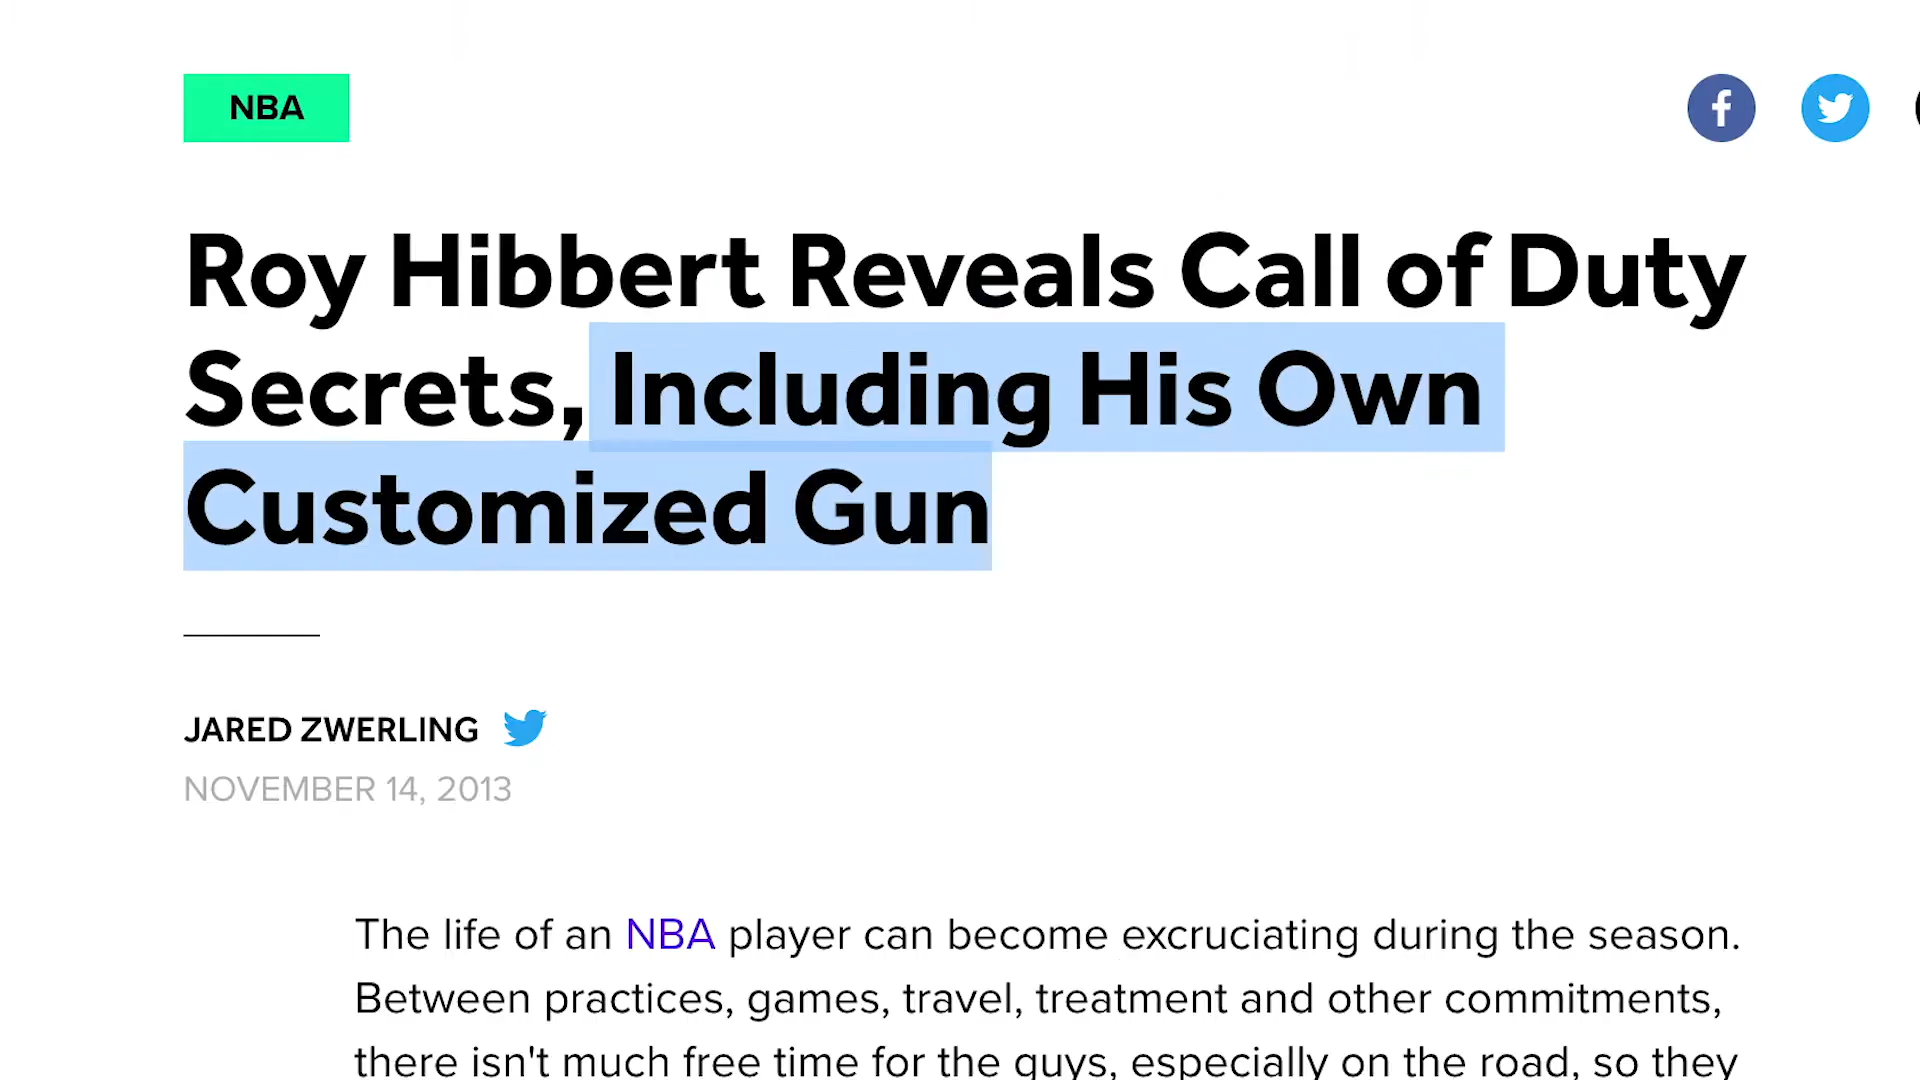 NBA
Roy Hibbert Reveals Call of Duty
Secrets, Including His Own
Customized Gun
JARED ZWERLING
NOVEMBER 14, 2013
The life of an NBA player can become excruciating during the season.
Between practices, games, travel, treatment and other commitments,
there isn't much free time for the guys, especially on the road, so they